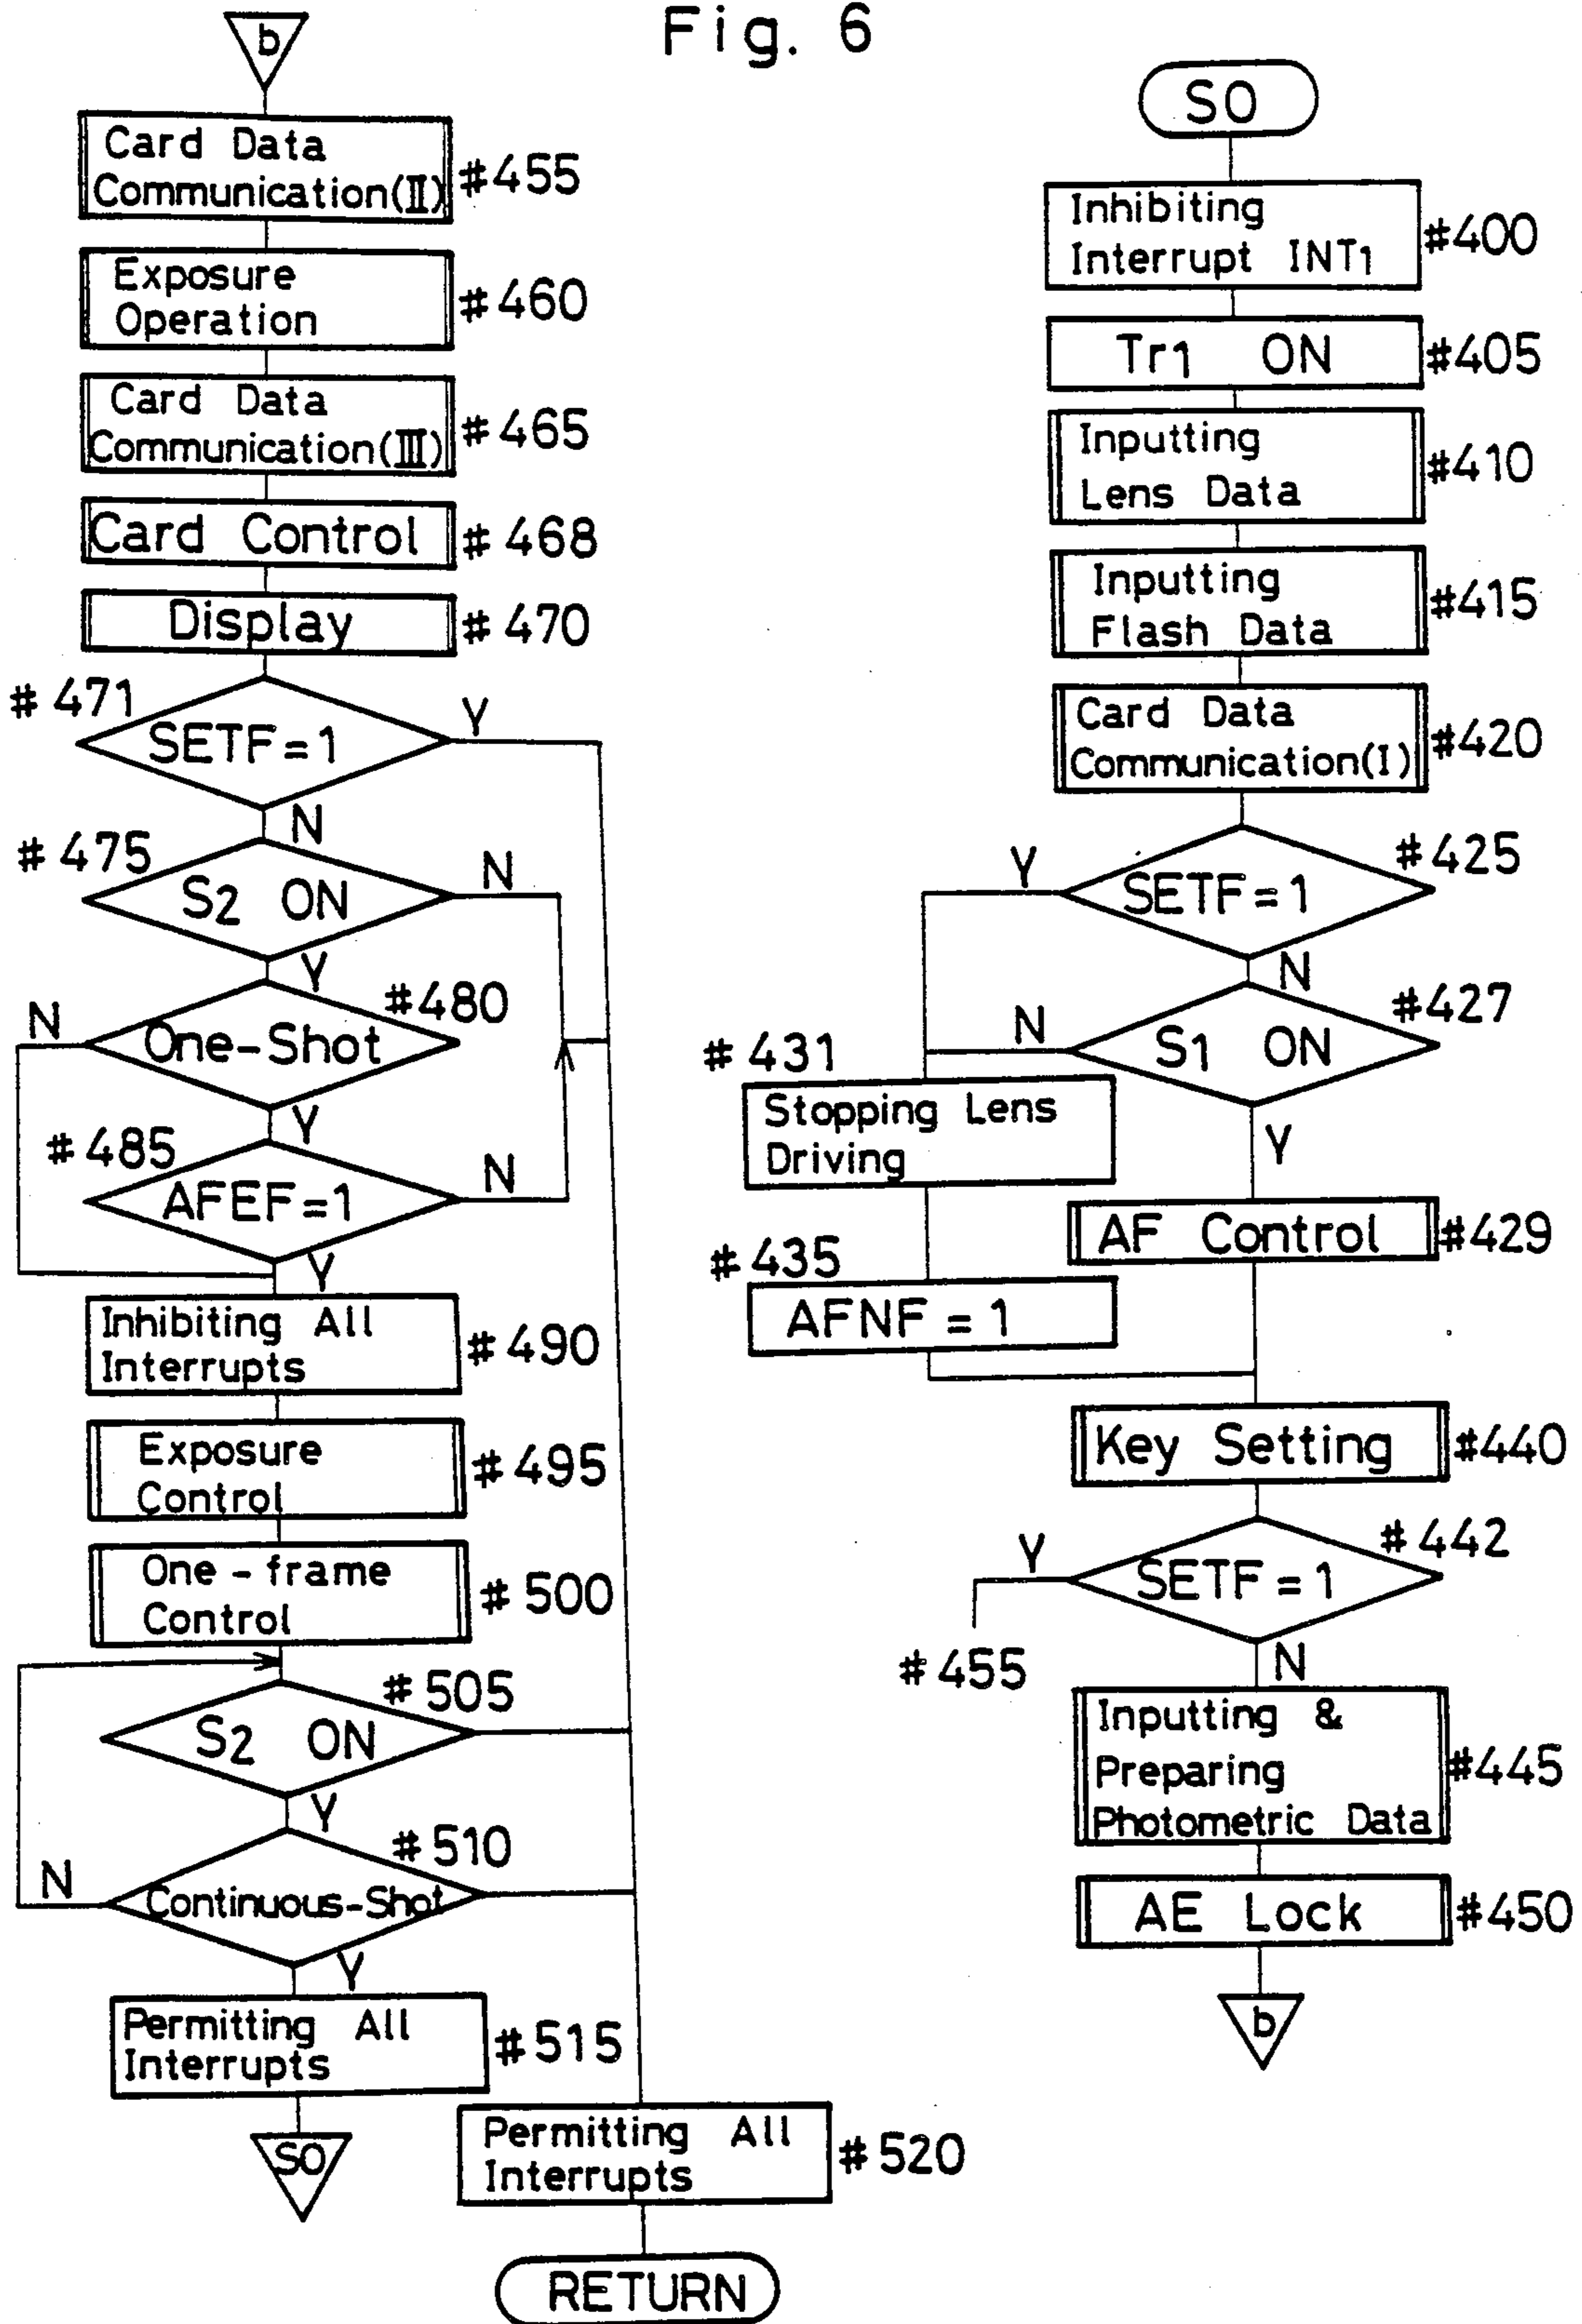 Fig. 6
b
Card Data
Communication(II)
#455
Exposure
Operation
#460
Card Data
Communication(III)
#465
Card Control
#468
Display
#470
#471
SETF=1
Y
N
#475
S2 ON
N
Y
#480
One-Shot
N
Y
#485
AFEF=1
N
Y
Inhibiting All
Interrupts
#490
Exposure
Control
#495
One-frame
Control
#500
#505
S2 ON
Y
#510
Continuous-Shot
N
Y
Permitting All
Interrupts
#515
SO
Permitting All
Interrupts
#520
RETURN
SO
Inhibiting
Interrupt INT1
#400
Tr1 ON
#405
Inputting
Lens Data
#410
Inputting
Flash Data
#415
Card Data
Communication(I)
#420
#425
SETF=1
Y
N
#427
S1 ON
N
Y
#431
Stopping Lens
Driving
AF Control
#429
#435
AFNF=1
Key Setting
#440
#442
SETF=1
Y
#455
N
Inputting &
Preparing
Photometric Data
#445
AE Lock
#450
b